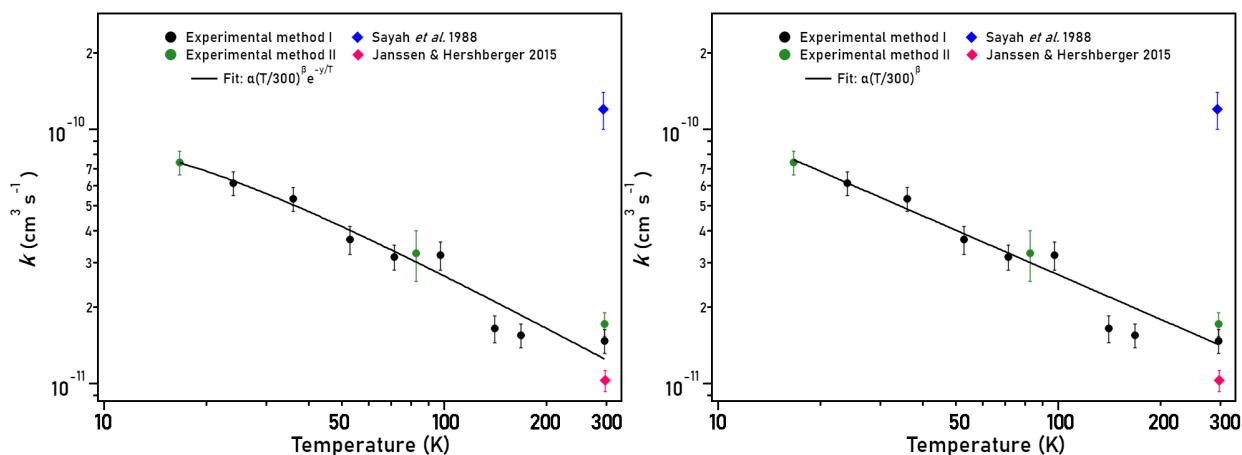 Experimental method I Sayah et al. 1988
Experimental method II Janssen & Hershberger 2015
Fit: α(T/300)^β e^-y/T
2
10^-10
7
6
5
4
3
2
10^-11
k (cm^3 s^-1)
10 50 100 300
Temperature (K)
Experimental method I Sayah et al. 1988
Experimental method II Janssen & Hershberger 2015
Fit: α(T/300)^β
2
10^-10
7
6
5
4
3
2
10^-11
k (cm^3 s^-1)
10 50 100 300
Temperature (K)